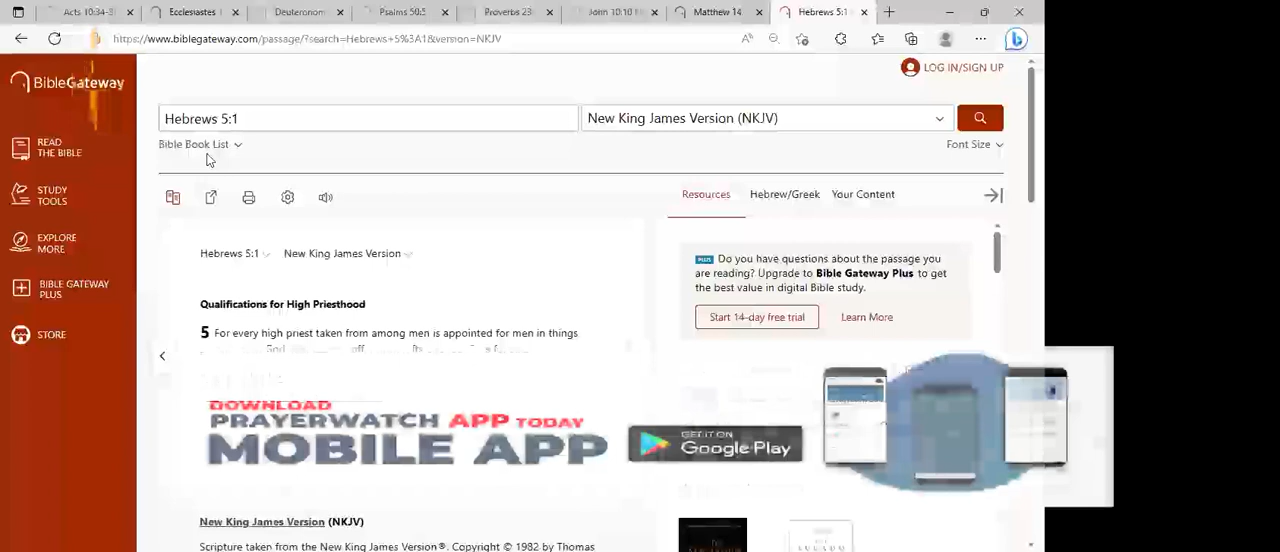 Acts 10:34-3
Ecclesiastes
Deuteronom
Psalms 50:5
Proverbs 23
John 10:10
Matthew 14
Hebrews 5:1
https://www.biblegateway.com/passage/?search=Hebrews+5%3A1&version=NKJV
BibleGateway
LOG IN/SIGN UP
Hebrews 5:1
New King James Version (NKJV)
Bible Book List
Font Size
READ
THE BIBLE
STUDY
TOOLS
EXPLORE
MORE
BIBLE GATEWAY
PLUS
STORE
Resources
Hebrew/Greek
Your Content
Hebrews 5:1
New King James Version
PLUS Do you have questions about the passage you
are reading? Upgrade to Bible Gateway Plus to get
the best value in digital Bible study.
Start 14-day free trial
Learn More
Qualifications for High Priesthood
5 For every high priest taken from among men is appointed for men in things
DOWNLOAD
PRAYERWATCH APP TODAY
MOBILE APP
GET IT ON
Google Play
New King James Version (NKJV)
Scripture taken from the New King James Version®. Copyright © 1982 by Thomas